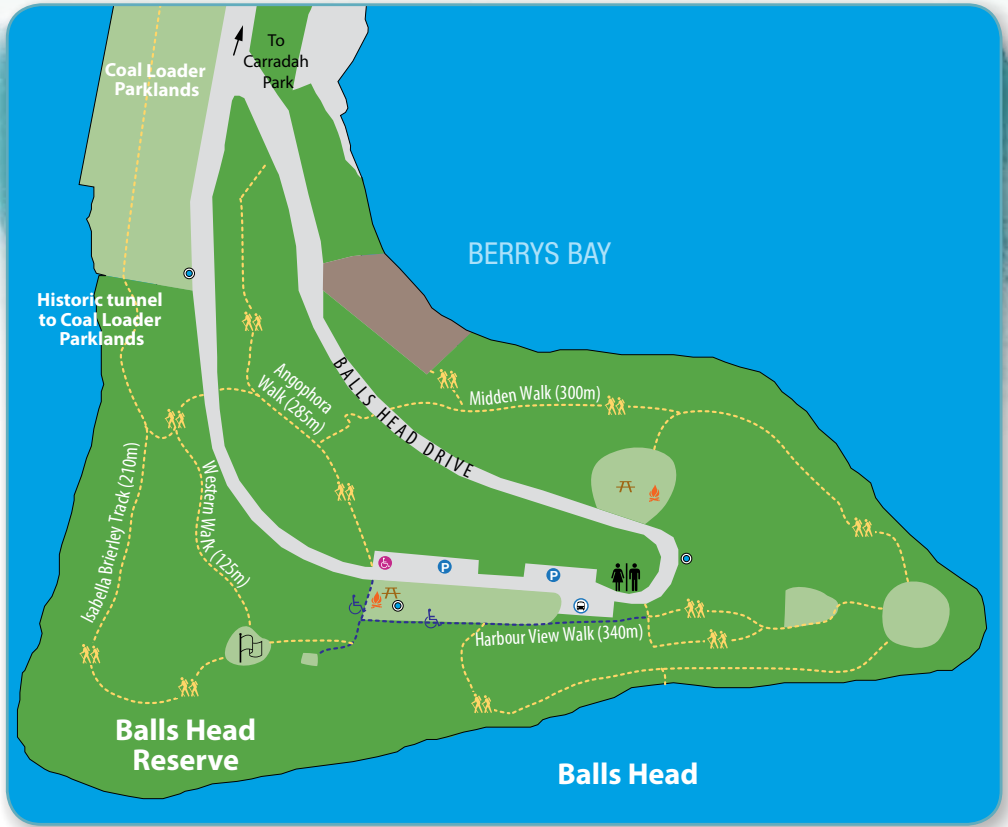 To
Carradah
Park
Coal Loader
Parklands
BERRYS BAY
Historic tunnel
to Coal Loader
Parklands
BALLS HEAD DRIVE
Angophora
Walk (285m)
Midden Walk (300m)
Isabella Brierley Track (210m)
Western Walk (125m)
P
P
Harbour View Walk (340m)
Balls Head
Reserve
Balls Head